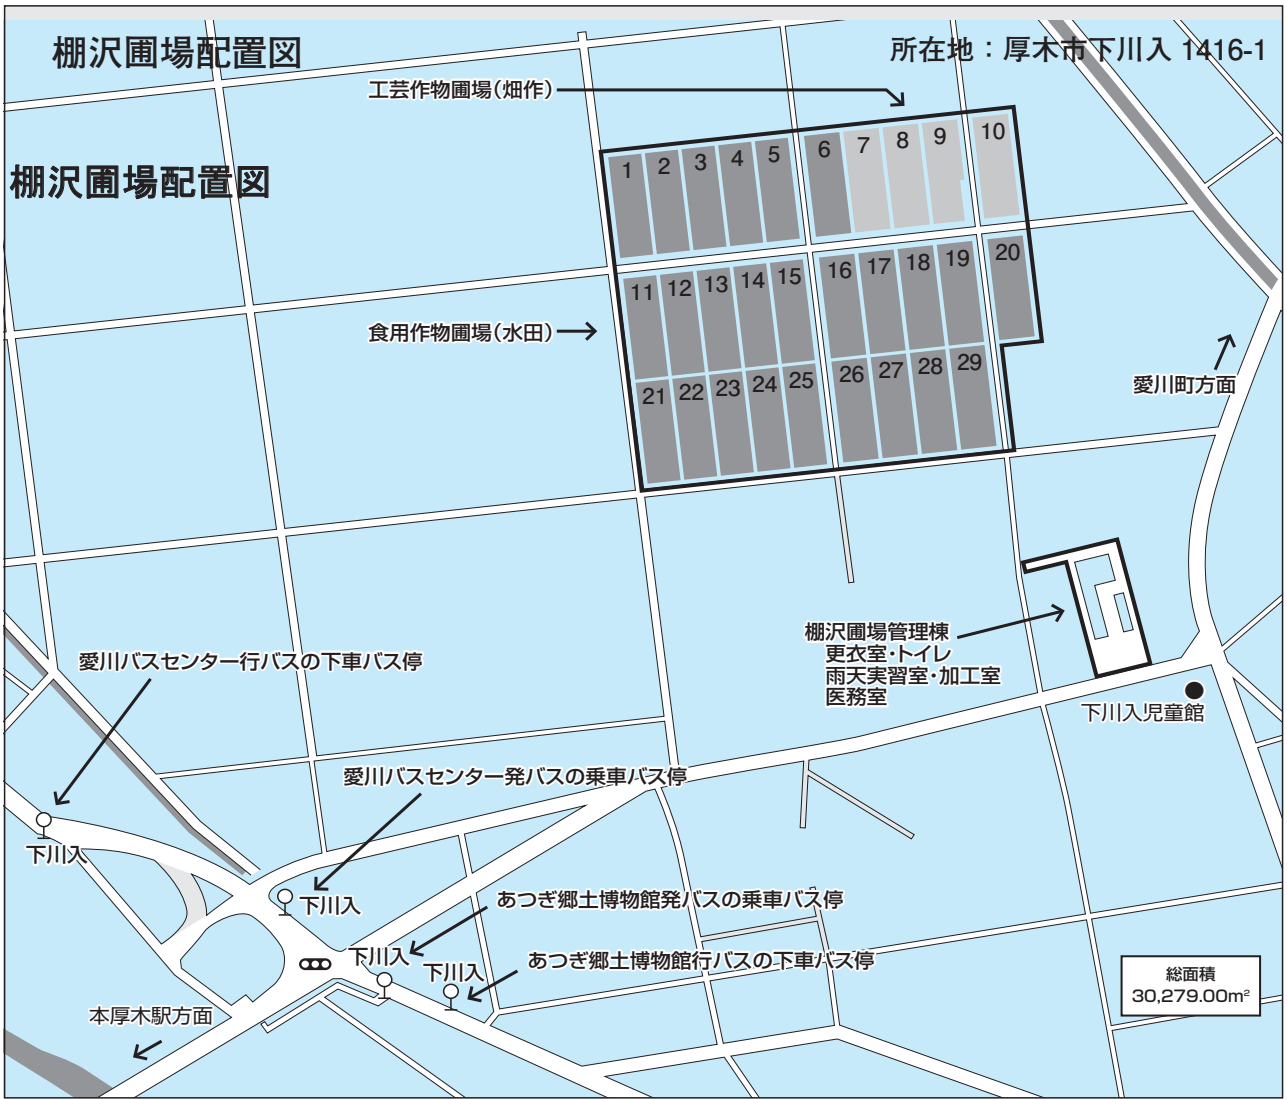 棚沢圃場配置図
所在地：厚木市下川入 1416-1
工芸作物圃場(畑作)
棚沢圃場配置図
1
2
3
4
5
6
7
8
9
10
11
12
13
14
15
16
17
18
19
20
食用作物圃場(水田)
21
22
23
24
25
26
27
28
29
愛川町方面
棚沢圃場管理棟
更衣室・トイレ
雨天実習室・加工室
医務室
下川入児童館
愛川バスセンター行バスの下車バス停
愛川バスセンター発バスの乗車バス停
下川入
下川入
あつぎ郷土博物館発バスの乗車バス停
下川入
下川入
あつぎ郷土博物館行バスの下車バス停
本厚木駅方面
総面積
30,279.00m²